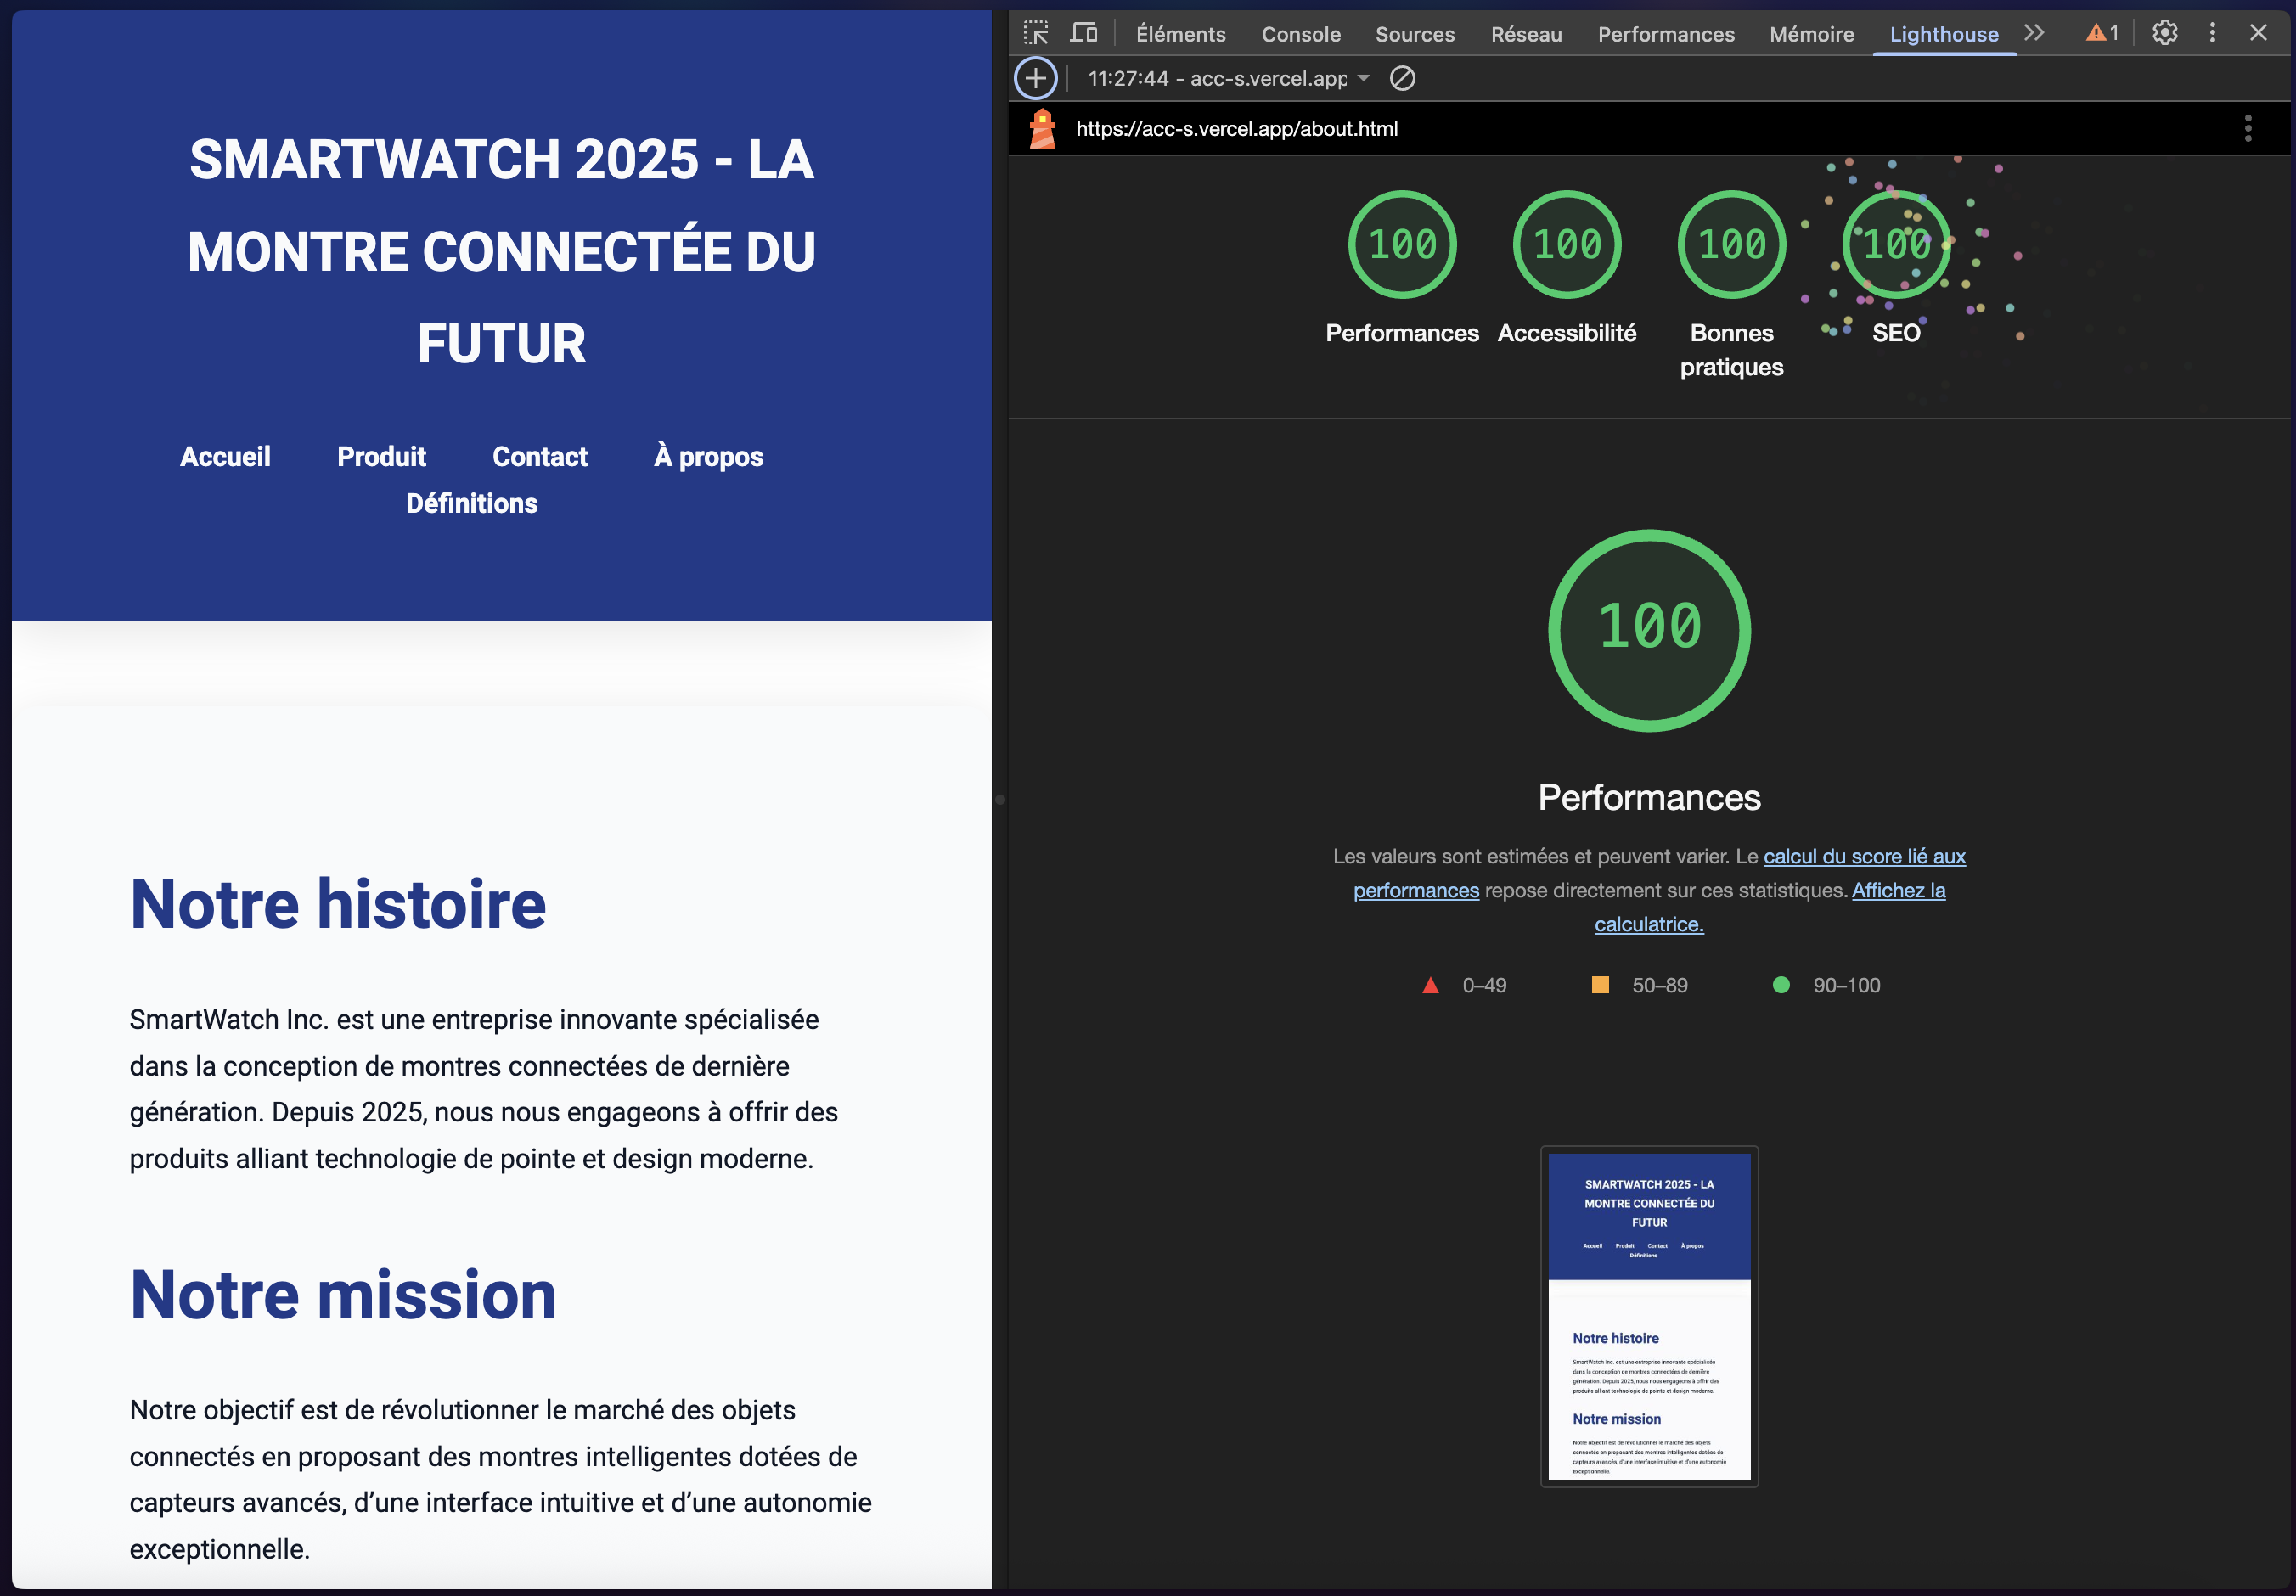 SMARTWATCH 2025 - LA
MONTRE CONNECTÉE DU
FUTUR
Accueil Produit Contact À propos
Définitions
Notre histoire
SmartWatch Inc. est une entreprise innovante spécialisée
dans la conception de montres connectées de dernière
génération. Depuis 2025, nous nous engageons à offrir des
produits alliant technologie de pointe et design moderne.
Notre mission
Notre objectif est de révolutionner le marché des objets
connectés en proposant des montres intelligentes dotées de
capteurs avancés, d’une interface intuitive et d’une autonomie
exceptionnelle.
Éléments Console Sources Réseau Performances Mémoire Lighthouse 1
11:27:44 - acc-s.vercel.app
https://acc-s.vercel.app/about.html
100 100 100 100
Performances Accessibilité Bonnes pratiques SEO
100
Performances
Les valeurs sont estimées et peuvent varier. Le calcul du score lié aux
performances repose directement sur ces statistiques. Affichez la
calculatrice.
0–49 50–89 90–100
SMARTWATCH 2025 - LA
MONTRE CONNECTÉE DU
FUTUR
Accueil Produit Contact À propos
Définitions
Notre histoire
SmartWatch Inc. est une entreprise innovante spécialisée
dans la conception de montres connectées de dernière
génération. Depuis 2025, nous nous engageons à offrir des
produits alliant technologie de pointe et design moderne.
Notre mission
Notre objectif est de révolutionner le marché des objets
connectés en proposant des montres intelligentes dotées de
capteurs avancés, d’une interface intuitive et d’une autonomie
exceptionnelle.